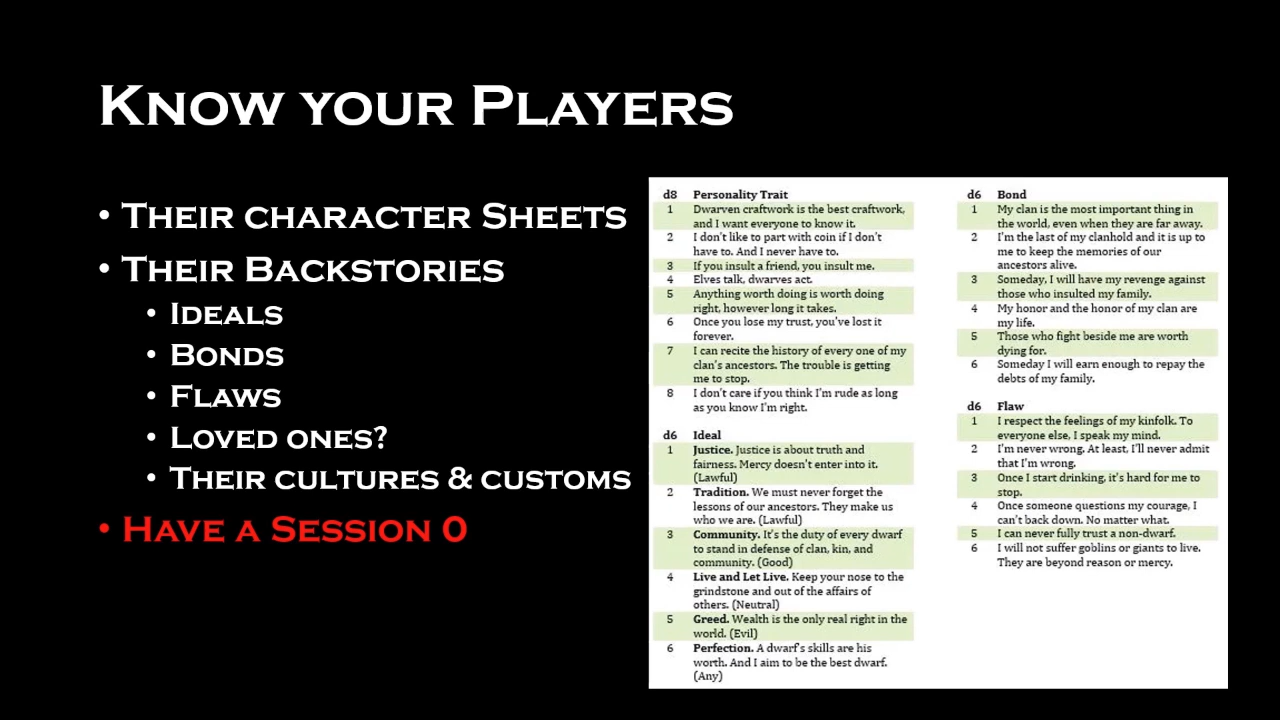 Know your Players
• Their character Sheets
• Their Backstories
• Ideals
• Bonds
• Flaws
• Loved ones?
• Their cultures & customs
• Have a Session 0
d8 Personality Trait
1 Dwarven craftwork is the best craftwork,
and I want everyone to know it.
2 I don't like to part with coin if I don't
have to. And I never have to.
3 If you insult a friend, you insult me.
4 Elves talk, dwarves act.
5 Anything worth doing is worth doing
right, however long it takes.
6 Once you lose my trust, you've lost it
forever.
7 I can recite the history of every one of my
clan's ancestors. The trouble is getting
me to stop.
8 I don't care if you think I'm rude as long
as you know I'm right.
d6 Ideal
1 Justice. Justice is about truth and
fairness. Mercy doesn't enter into it.
(Lawful)
2 Tradition. We must never forget the
lessons of our ancestors. They make us
who we are. (Lawful)
3 Community. It's the duty of every dwarf
to stand in defense of clan, kin, and
community. (Good)
4 Live and Let Live. Keep your nose to the
grindstone and out of the affairs of
others. (Neutral)
5 Greed. Wealth is the only real right in the
world. (Evil)
6 Perfection. A dwarf's skills are his
worth. And I aim to be the best dwarf.
(Any)
d6 Bond
1 My clan is the most important thing in
the world, even when they are far away.
2 I'm the last of my clanhold and it is up to
me to keep the memories of our
ancestors alive.
3 Someday, I will have my revenge against
those who insulted my family.
4 My honor and the honor of my clan are
my life.
5 Those who fight beside me are worth
dying for.
6 Someday I will earn enough to repay the
debts of my family.
d6 Flaw
1 I respect the feelings of my kinfolk. To
everyone else, I speak my mind.
2 I'm never wrong. At least, I'll never admit
that I'm wrong.
3 Once I start drinking, it's hard for me to
stop.
4 Once someone questions my courage, I
can't back down. No matter what.
5 I can never fully trust a non-dwarf.
6 I will not suffer goblins or giants to live.
They are beyond reason or mercy.